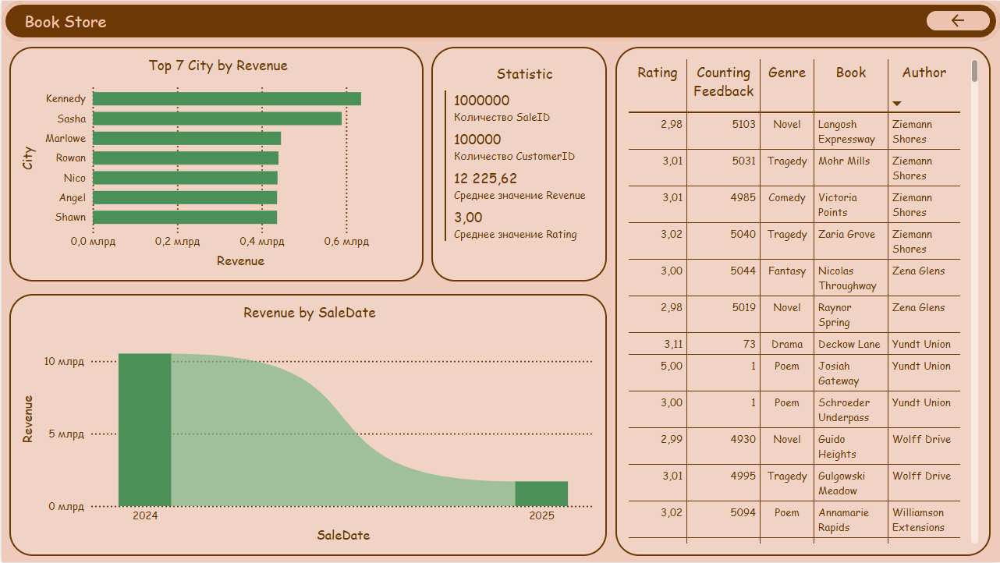 Book Store
Top 7 City by Revenue
City
Kennedy
Sasha
Marlowe
Rowan
Nico
Angel
Shawn
0,0 млрд 0,2 млрд 0,4 млрд 0,6 млрд
Revenue
Statistic
1000000
Количество SaleID
100000
Количество CustomerID
12 225,62
Среднее значение Revenue
3,00
Среднее значение Rating
Revenue by SaleDate
Revenue
10 млрд
5 млрд
0 млрд
2024 2025
SaleDate
Rating Counting Genre Book Author
Feedback
2,98 5103 Novel Langosh Ziemann
Expressway Shores
3,01 5031 Tragedy Mohr Mills Ziemann
Shores
3,01 4985 Comedy Victoria Ziemann
Points Shores
3,02 5040 Tragedy Zaria Grove Ziemann
Shores
3,00 5044 Fantasy Nicolas Zena Glens
Throughway
2,98 5019 Novel Raynor Zena Glens
Spring
3,11 73 Drama Deckow Lane Yundt Union
5,00 1 Poem Josiah Yundt Union
Gateway
3,00 1 Poem Schroeder Yundt Union
Underpass
2,99 4930 Novel Guido Wolff Drive
Heights
3,01 4995 Tragedy Gulgowski Wolff Drive
Meadow
3,02 5094 Poem Annamarie Williamson
Rapids Extensions